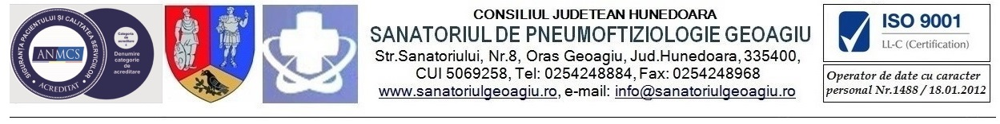 SIGURANȚA PACIENTULUI ȘI CALITATEA SERVICIILOR
ANMCS
ACREDITAT
Categorie
de
acreditare
Denumire
categorie
de
acreditare
CONSILIUL JUDETEAN HUNEDOARA
SANATORIUL DE PNEUMOFTIZIOLOGIE GEOAGIU
Str.Sanatoriului, Nr.8, Oras Geoagiu, Jud.Hunedoara, 335400,
CUI 5069258, Tel: 0254248884, Fax: 0254248968
www.sanatoriulgeoagiu.ro, e-mail: info@sanatoriulgeoagiu.ro
ISO 9001
LL-C (Certification)
Operator de date cu caracter
personal Nr.1488 / 18.01.2012